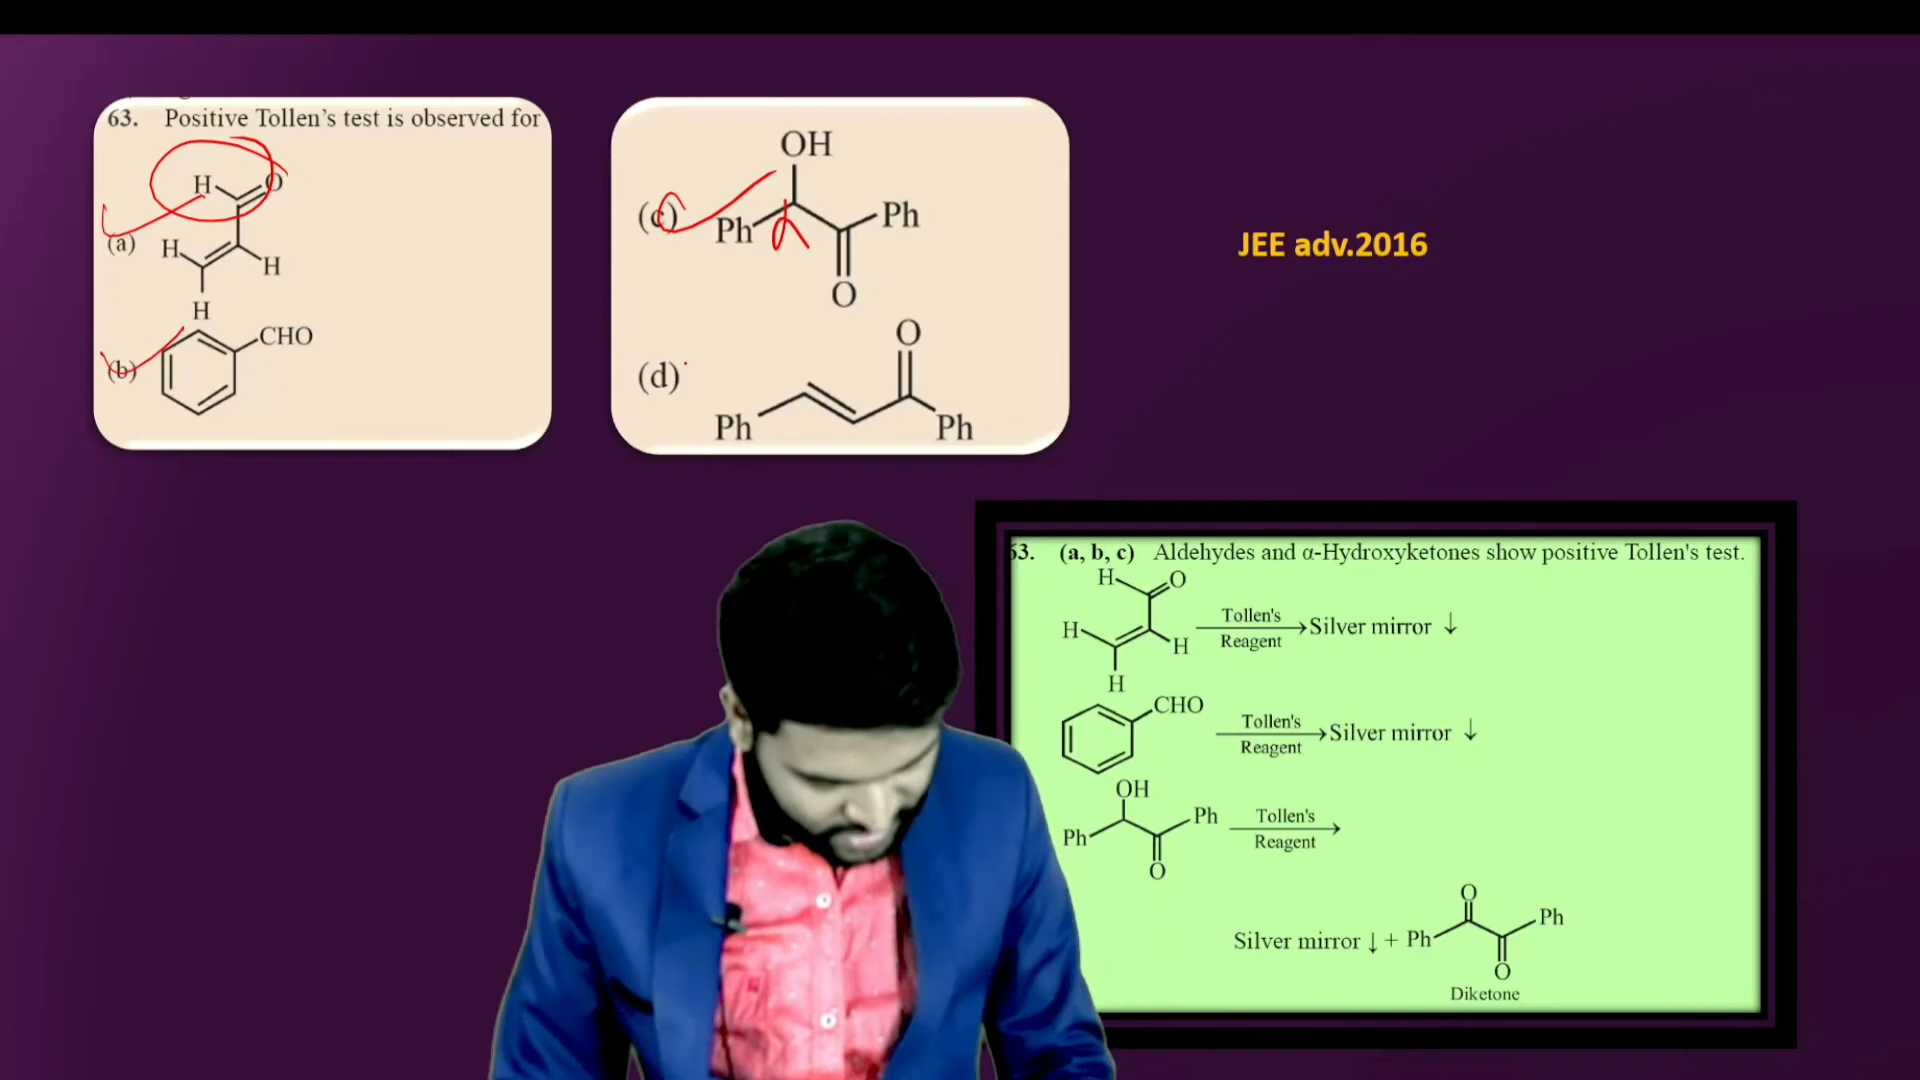 63. Positive Tollen's test is observed for
H O
(a) H H
H
(b) CHO
OH
(c) Ph Ph
O
O
(d)
Ph Ph
α
JEE adv.2016
63. (a, b, c) Aldehydes and α-Hydroxyketones show positive Tollen's test.
H O
H H
H
Tollen's
Reagent
Silver mirror ↓
CHO
Tollen's
Reagent
Silver mirror ↓
OH
Ph Ph
O
Tollen's
Reagent
Silver mirror ↓ + Ph
O
Ph
O
Diketone